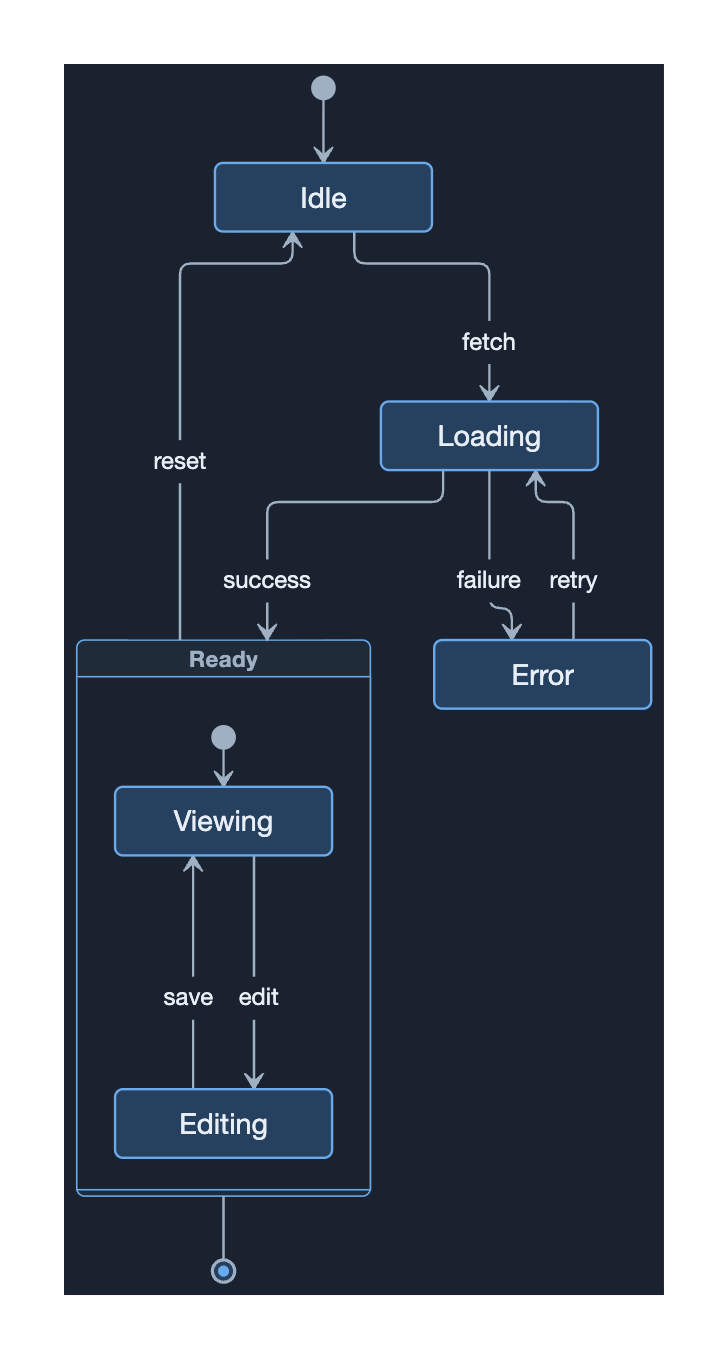 Idle
fetch
Loading
reset
success
failure
retry
Ready
Error
Viewing
save
edit
Editing